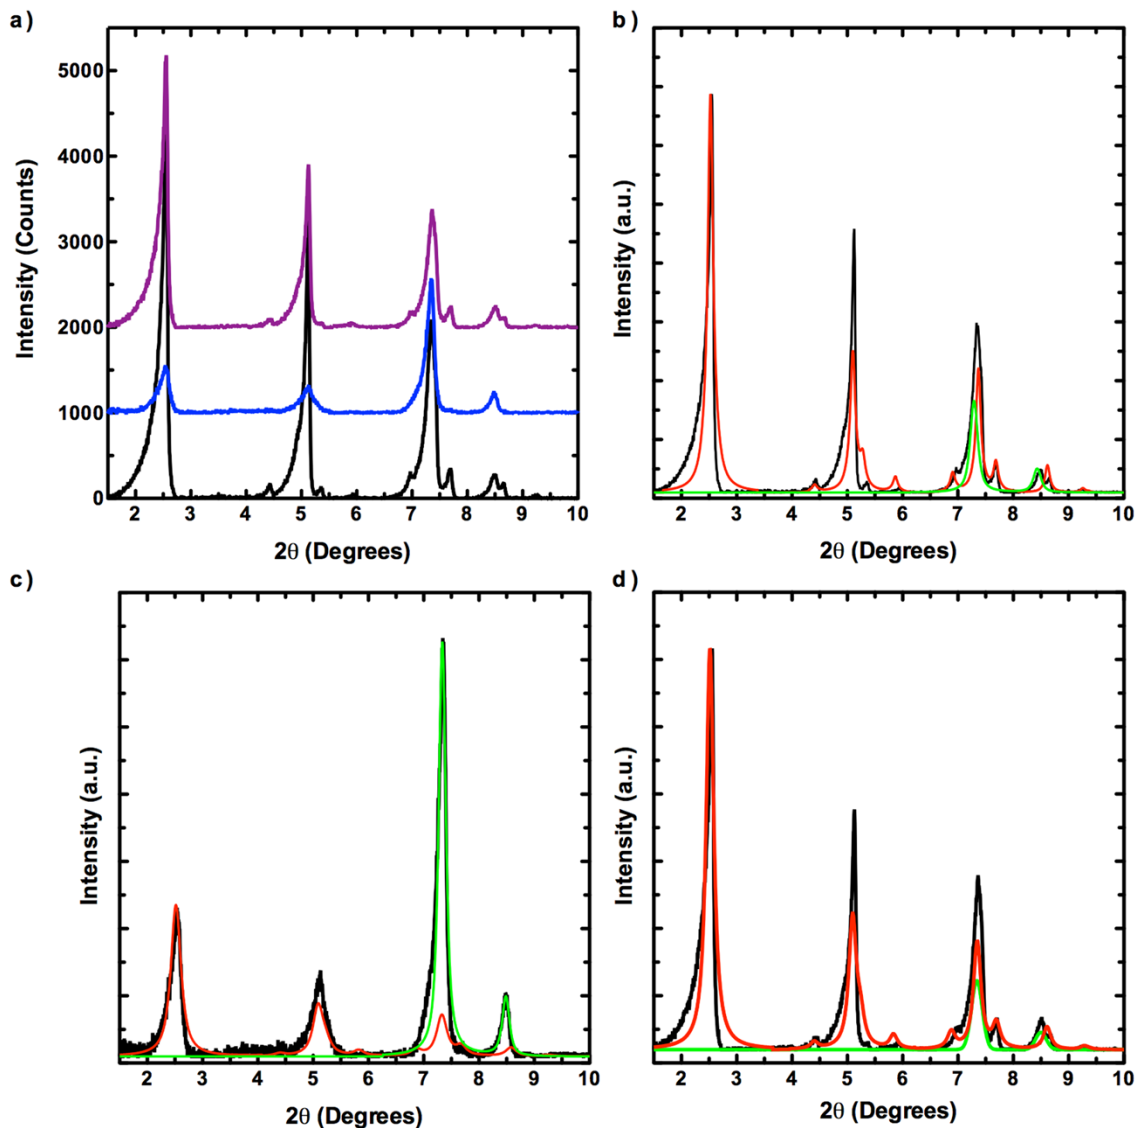 a)
5000
4000
3000
2000
1000
0
Intensity (Counts)
2 3 4 5 6 7 8 9 10
2θ (Degrees)
b)
Intensity (a.u.)
2 3 4 5 6 7 8 9 10
2θ (Degrees)
c)
Intensity (a.u.)
2 3 4 5 6 7 8 9 10
2θ (Degrees)
d)
Intensity (a.u.)
2 3 4 5 6 7 8 9 10
2θ (Degrees)